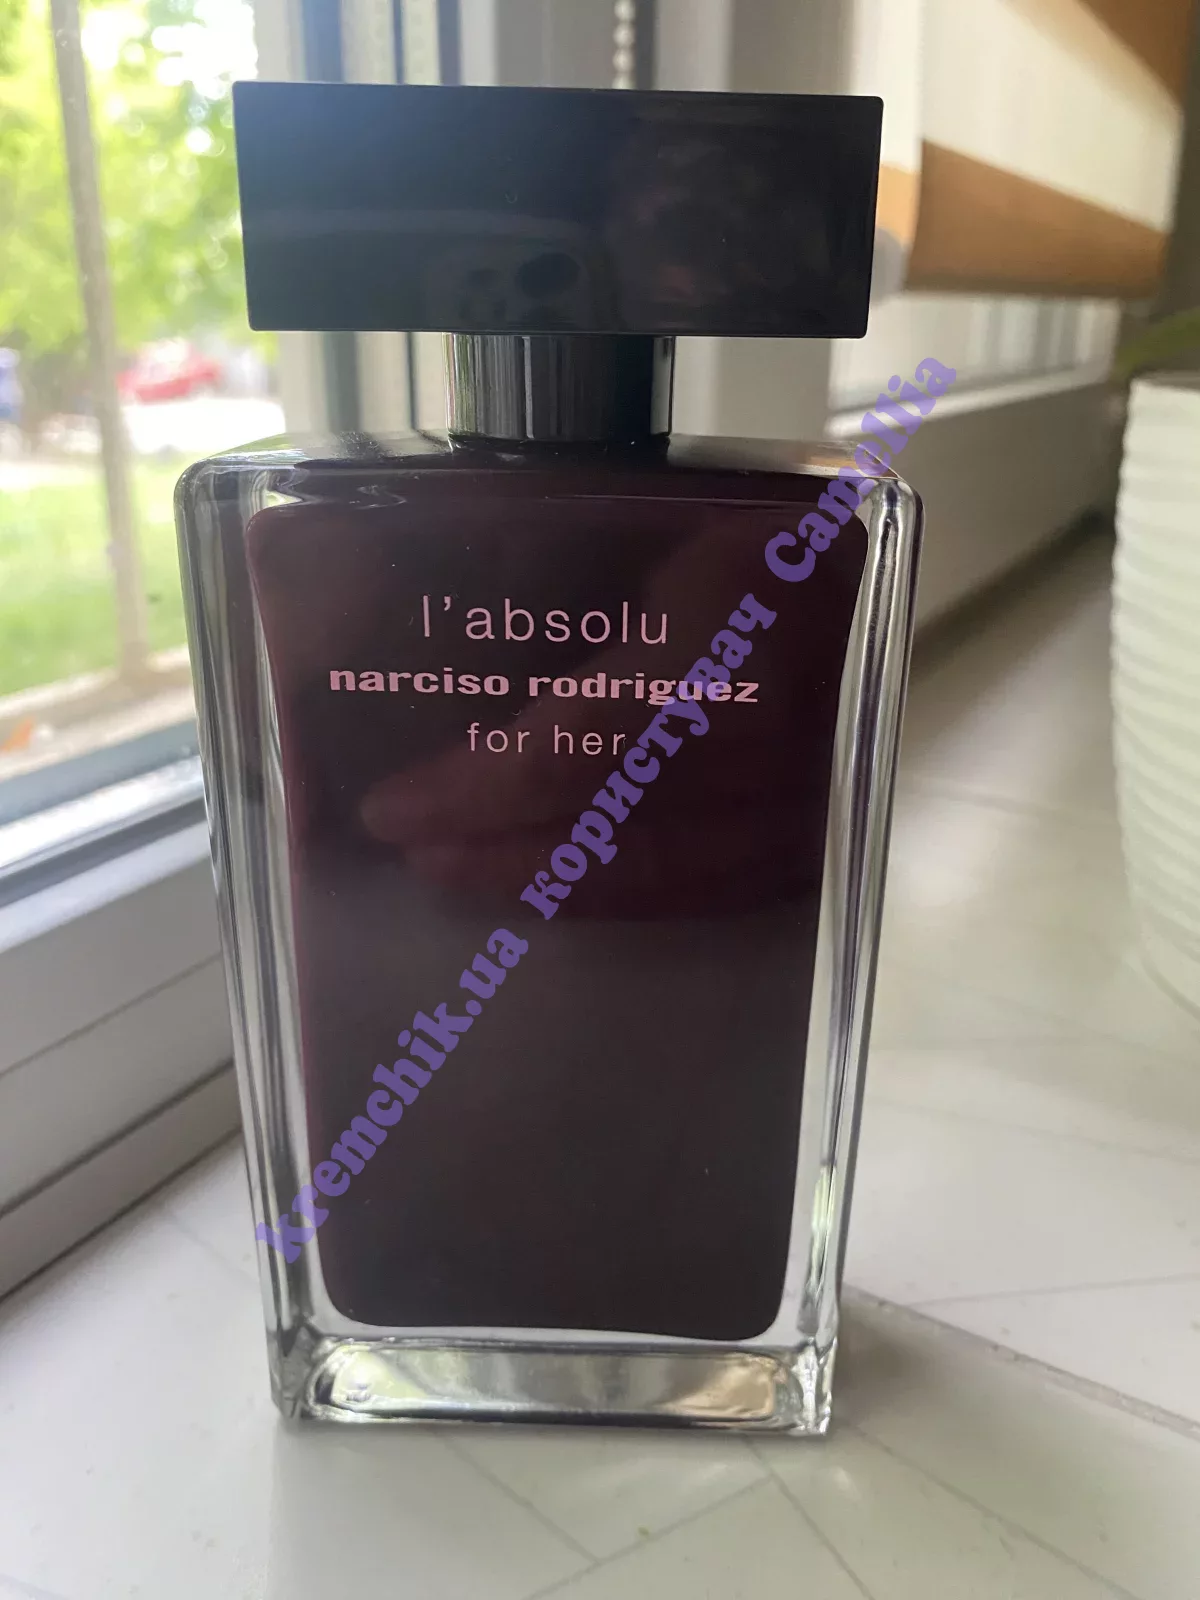 l'absolu
narciso rodriguez
for her
kremchik.ua користувач Camellia